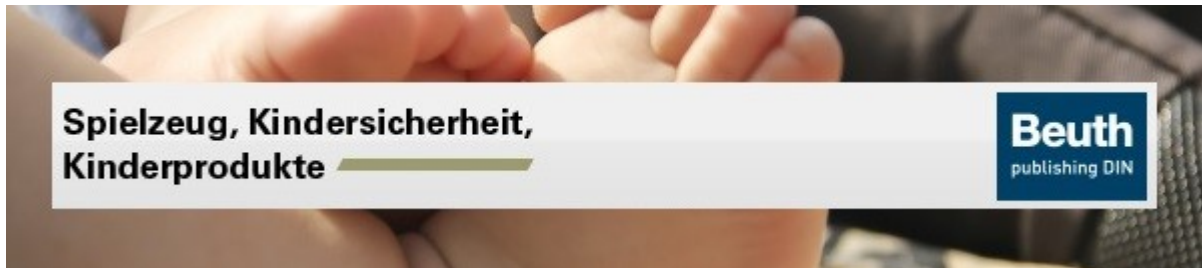 Spielzeug, Kindersicherheit,
Kinderprodukte
Beuth
publishing DIN